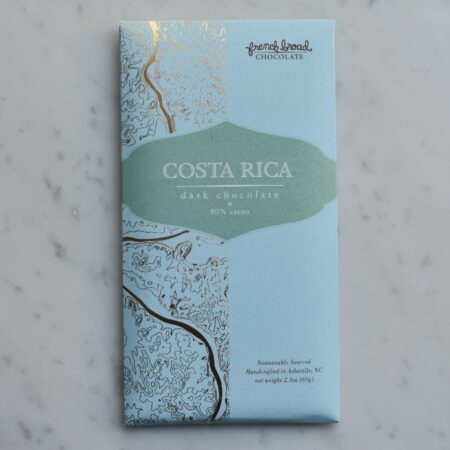 french broad
CHOCOLATE
COSTA RICA
dark chocolate
80% cacao
Sustainably Sourced
Handcrafted in Asheville, NC
net weight 2.1oz (60g)